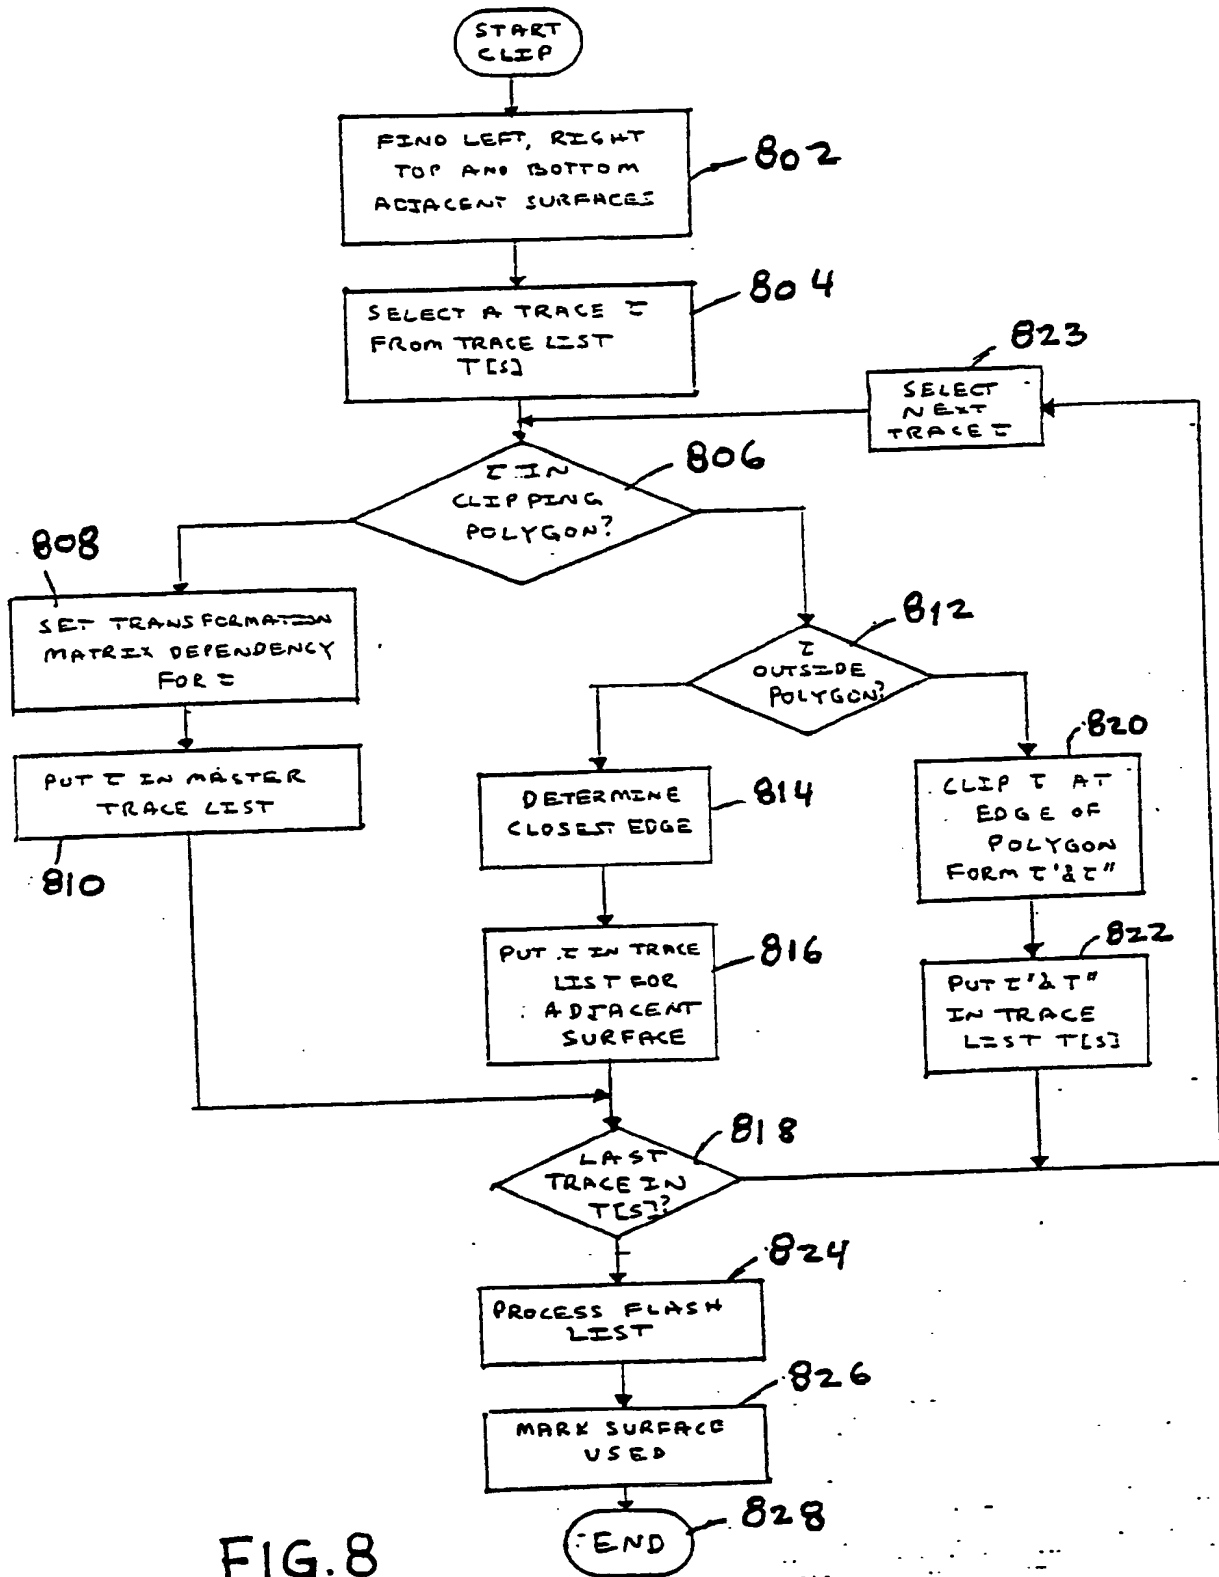 START
CLIP
FIND LEFT, RIGHT
TOP AND BOTTOM
ADJACENT SURFACES
802
SELECT A TRACE τ
FROM TRACE LIST
T[S]
804
823
SELECT
NEXT
TRACE τ
τ IN
CLIPPING
POLYGON?
806
808
SET TRANSFORMATION
MATRIX DEPENDENCY
FOR τ
812
τ
OUTSIDE
POLYGON?
PUT τ IN MASTER
TRACE LIST
810
DETERMINE
CLOSEST EDGE
814
820
CLIP τ AT
EDGE OF
POLYGON
FORM τ'&τ"
PUT τ IN TRACE
LIST FOR
ADJACENT
SURFACE
816
822
PUT τ'& τ"
IN TRACE
LIST T[S]
LAST
TRACE IN
T[S]?
818
824
PROCESS FLASH
LIST
826
MARK SURFACE
USED
END
828
FIG.8